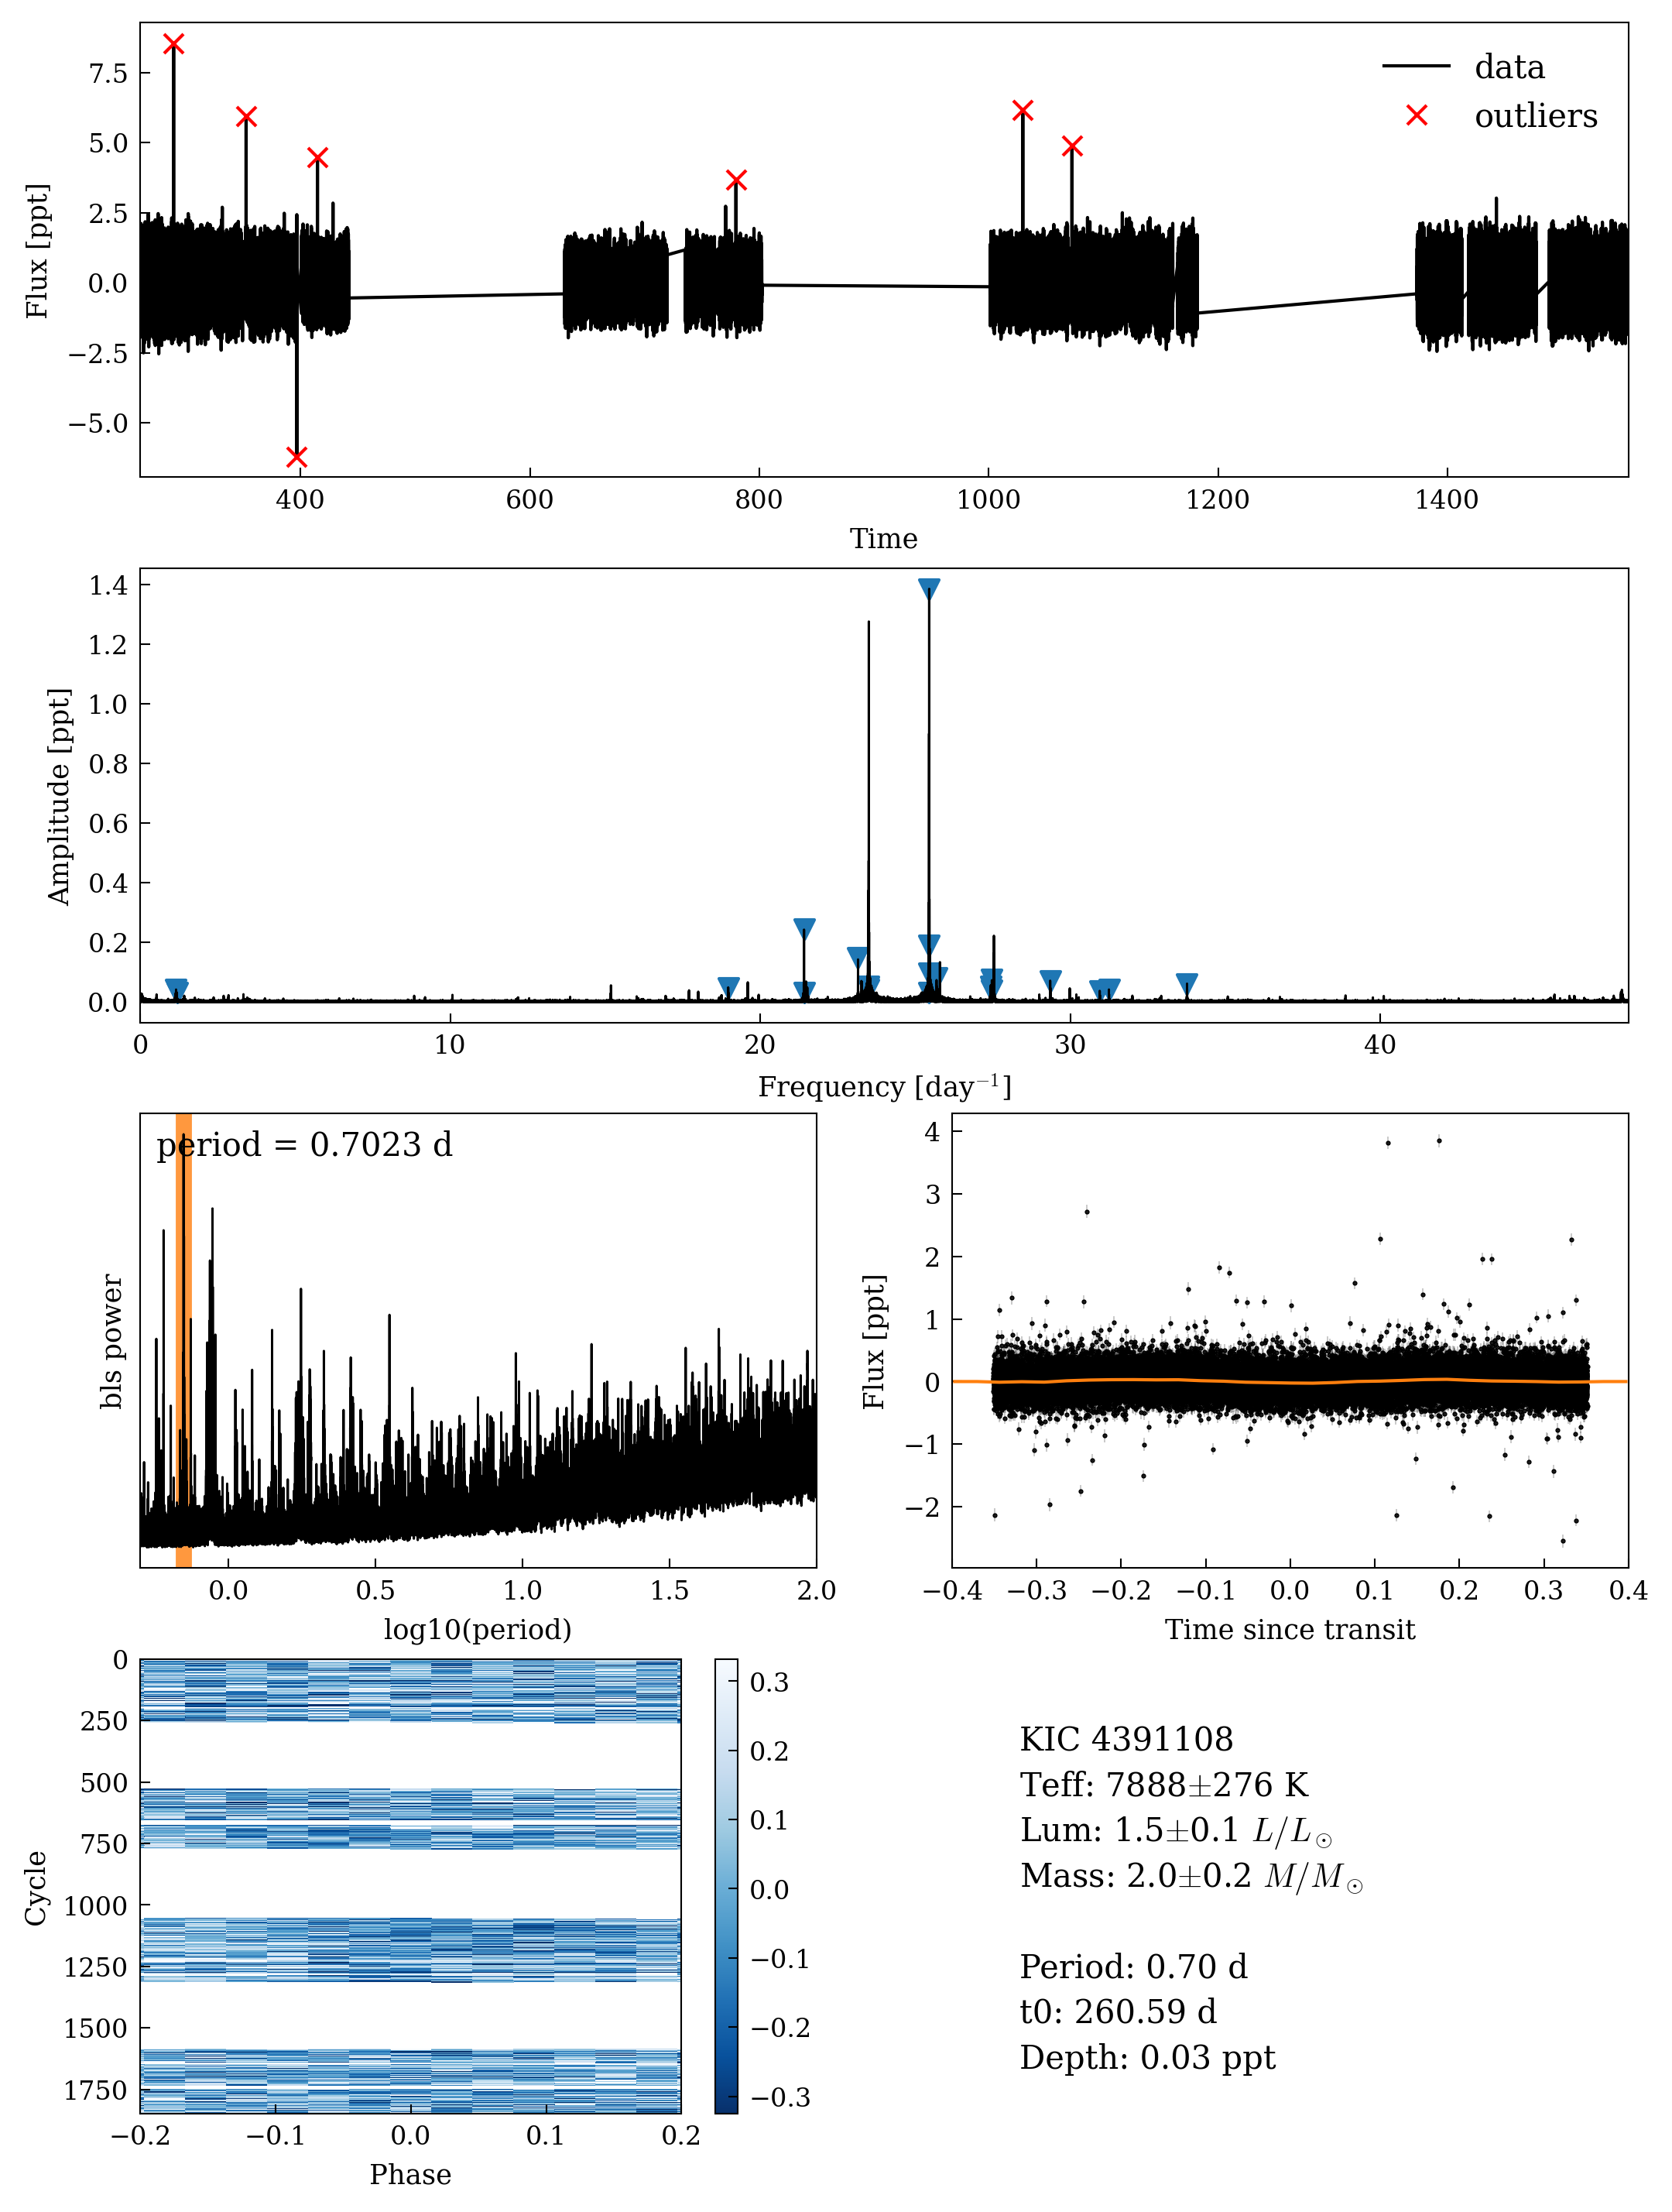 data
outliers
7.5
5.0
2.5
0.0
−2.5
−5.0
Flux [ppt]
400 600 800 1000 1200 1400
Time
1.4
1.2
1.0
0.8
0.6
0.4
0.2
0.0
Amplitude [ppt]
0 10 20 30 40
Frequency [day⁻¹]
period = 0.7023 d
bls power
0.0 0.5 1.0 1.5 2.0
log10(period)
4
3
2
1
0
−1
−2
Flux [ppt]
−0.4 −0.3 −0.2 −0.1 0.0 0.1 0.2 0.3 0.4
Time since transit
0
250
500
750
1000
1250
1500
1750
Cycle
−0.2 −0.1 0.0 0.1 0.2
Phase
0.3
0.2
0.1
0.0
−0.1
−0.2
−0.3
KIC 4391108
Teff: 7888±276 K
Lum: 1.5±0.1 L/L⊙
Mass: 2.0±0.2 M/M⊙
Period: 0.70 d
t0: 260.59 d
Depth: 0.03 ppt